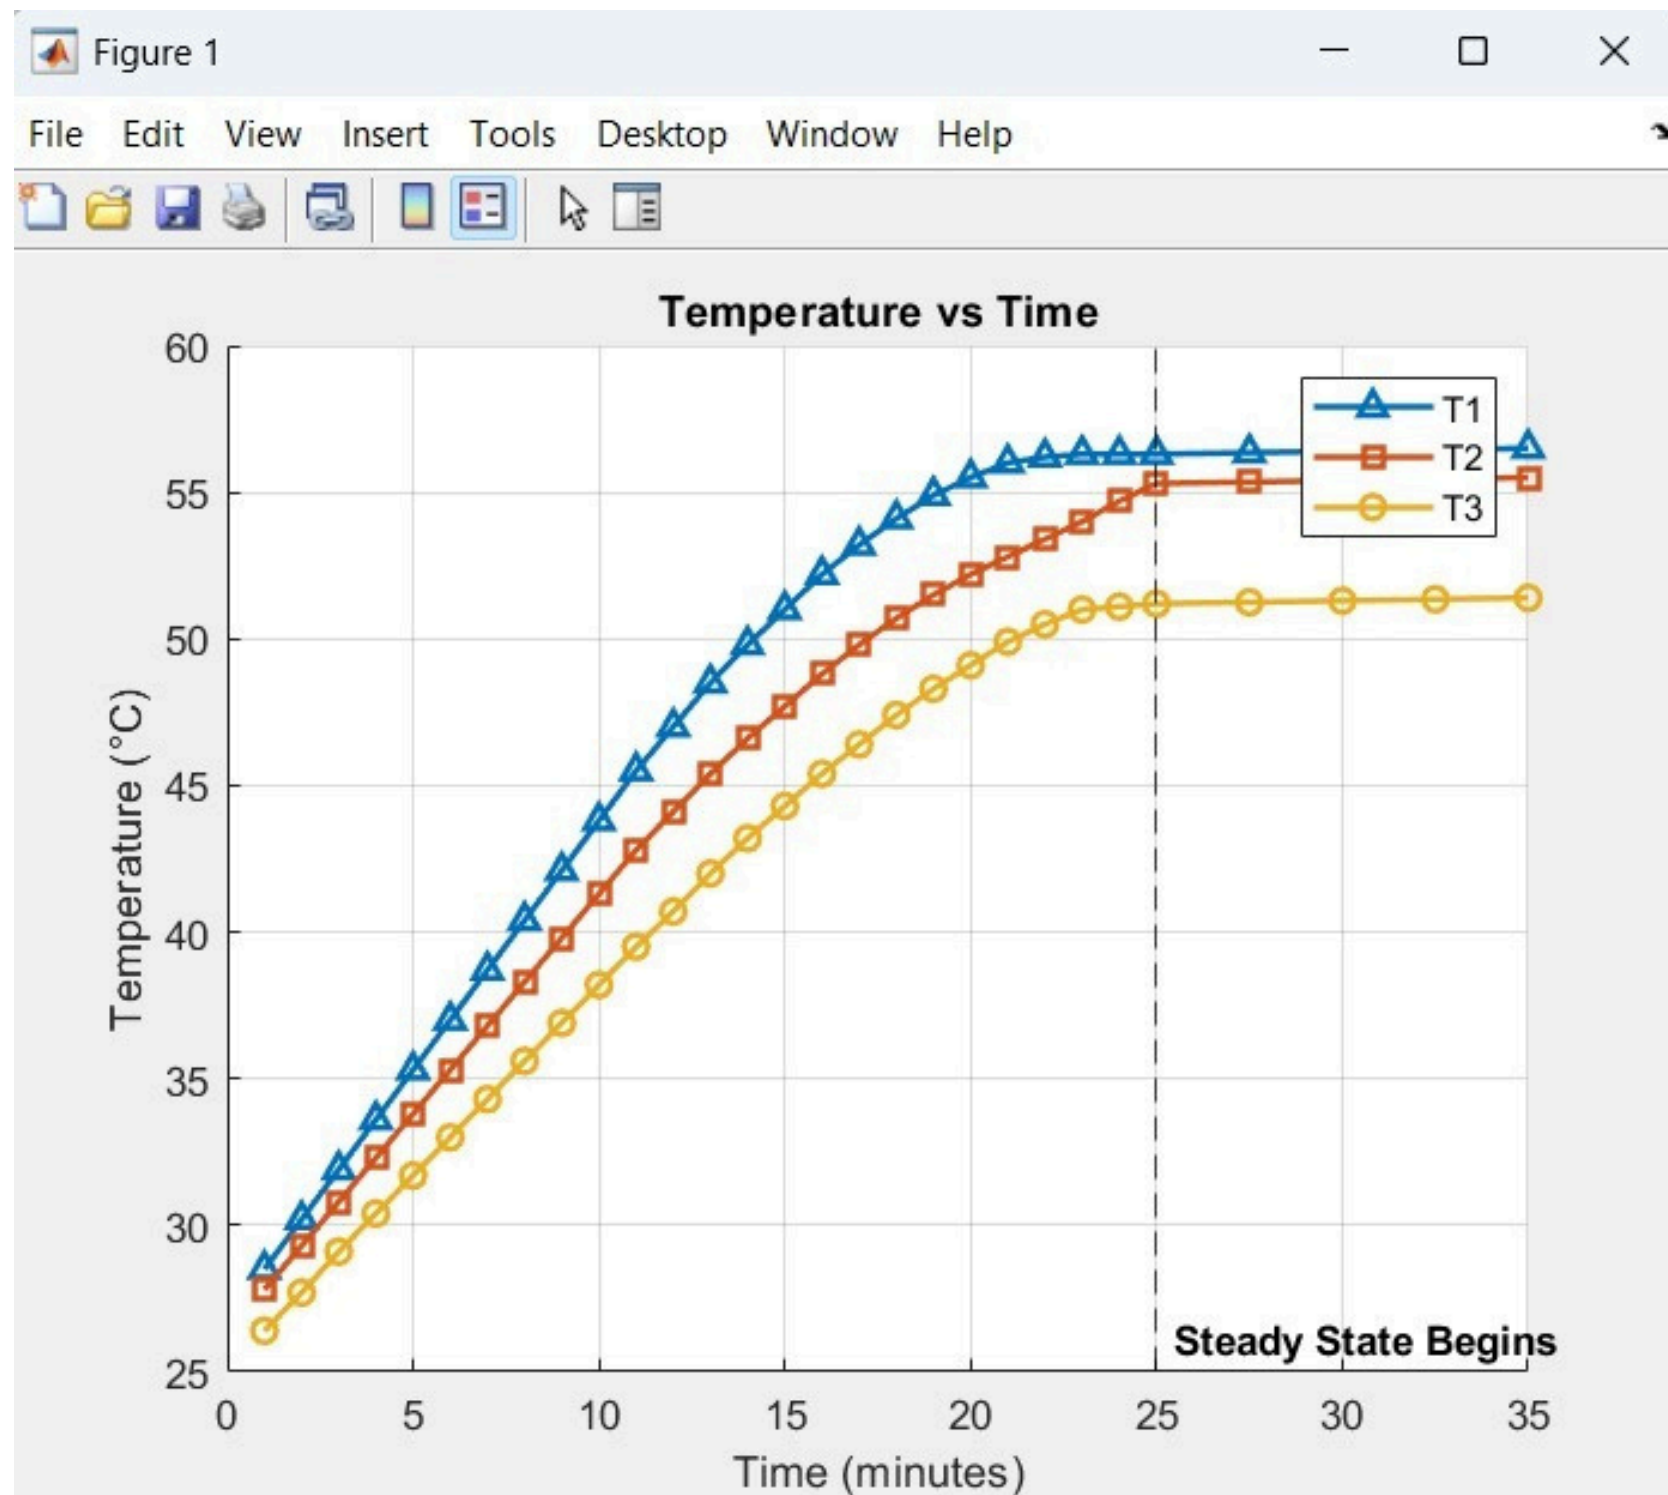 Figure 1
File Edit View Insert Tools Desktop Window Help
Temperature vs Time
60
55
50
45
40
35
30
25
Temperature (°C)
T1
T2
T3
Steady State Begins
0 5 10 15 20 25 30 35
Time (minutes)